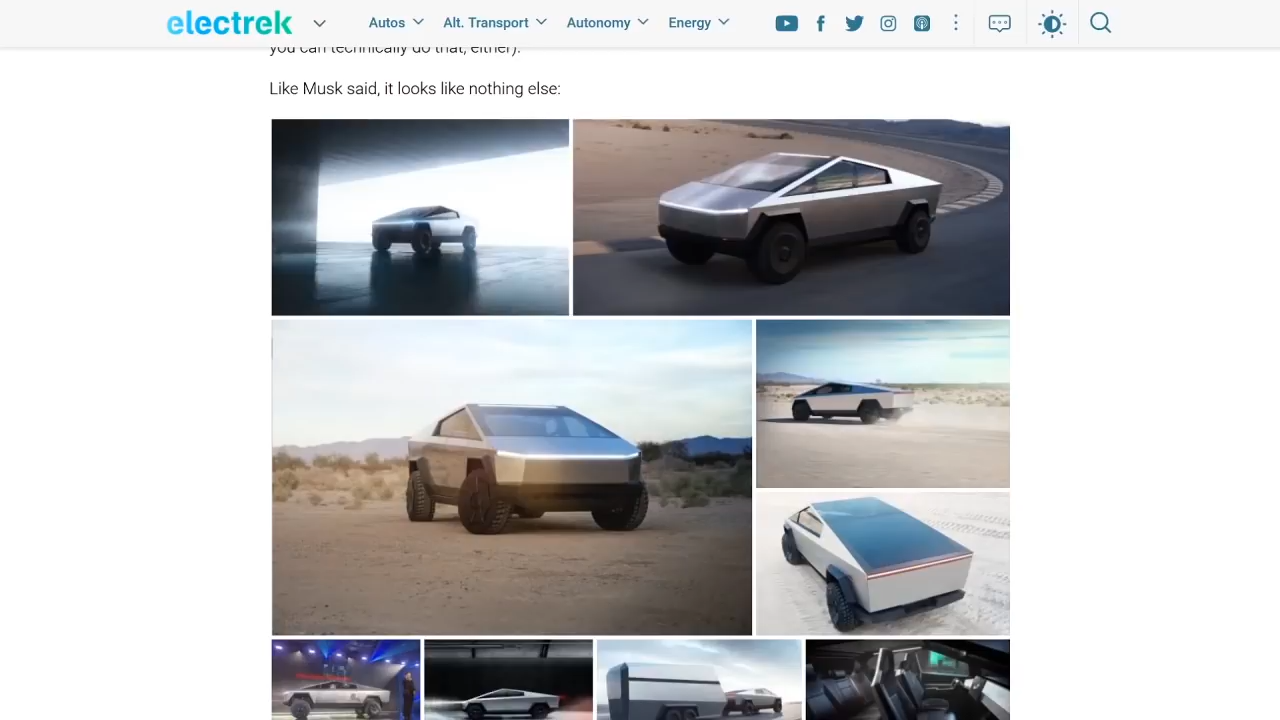 electrek
Autos
Alt. Transport
Autonomy
Energy
you can technically do that, either).
Like Musk said, it looks like nothing else: